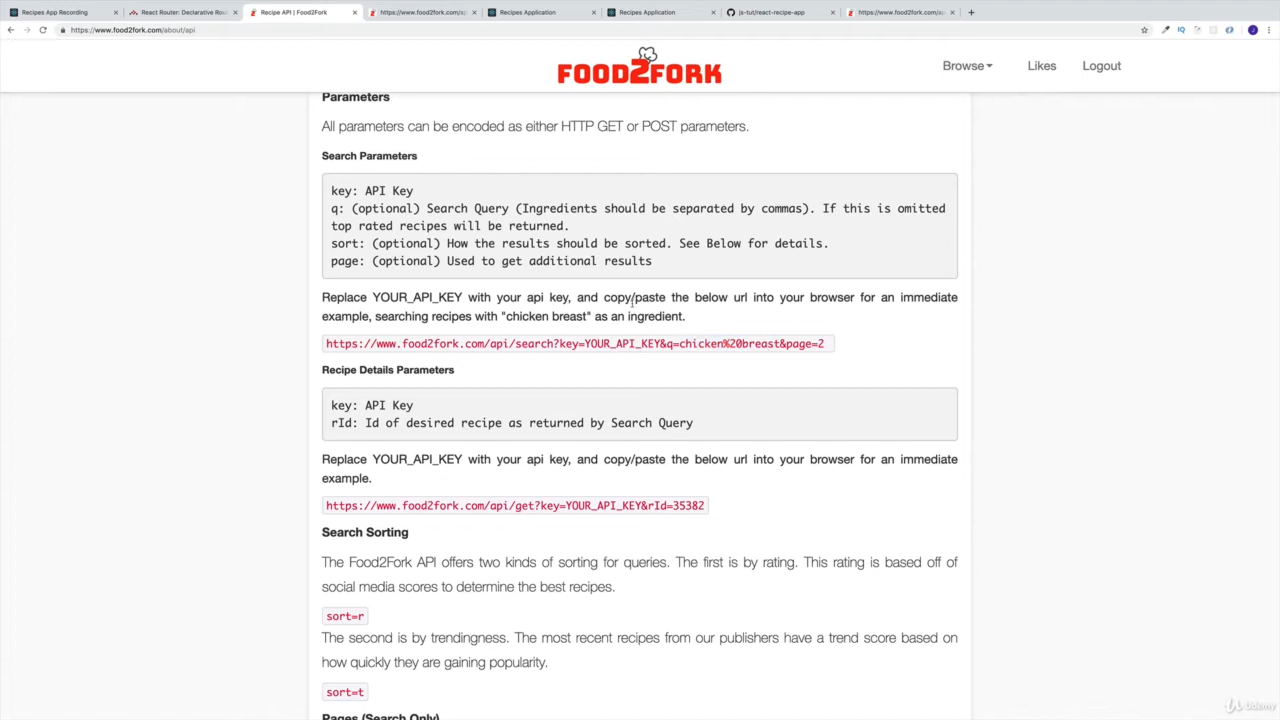 Recipes App Recording
React Router: Declarative Rou
Recipe API | Food2Fork
https://www.food2fork.com/api
Recipes Application
Recipes Application
js-tut/react-recipe-app
https://www.food2fork.com/api
https://www.food2fork.com/about/api
FOOD2FORK
Browse
Likes
Logout
Parameters
All parameters can be encoded as either HTTP GET or POST parameters.
Search Parameters
key: API Key
q: (optional) Search Query (Ingredients should be separated by commas). If this is omitted
top rated recipes will be returned.
sort: (optional) How the results should be sorted. See Below for details.
page: (optional) Used to get additional results
Replace YOUR_API_KEY with your api key, and copy/paste the below url into your browser for an immediate
example, searching recipes with "chicken breast" as an ingredient.
https://www.food2fork.com/api/search?key=YOUR_API_KEY&q=chicken%20breast&page=2
Recipe Details Parameters
key: API Key
rId: Id of desired recipe as returned by Search Query
Replace YOUR_API_KEY with your api key, and copy/paste the below url into your browser for an immediate
example.
https://www.food2fork.com/api/get?key=YOUR_API_KEY&rId=35382
Search Sorting
The Food2Fork API offers two kinds of sorting for queries. The first is by rating. This rating is based off of
social media scores to determine the best recipes.
sort=r
The second is by trendingness. The most recent recipes from our publishers have a trend score based on
how quickly they are gaining popularity.
sort=t
Pages (Search Only)
Udemy